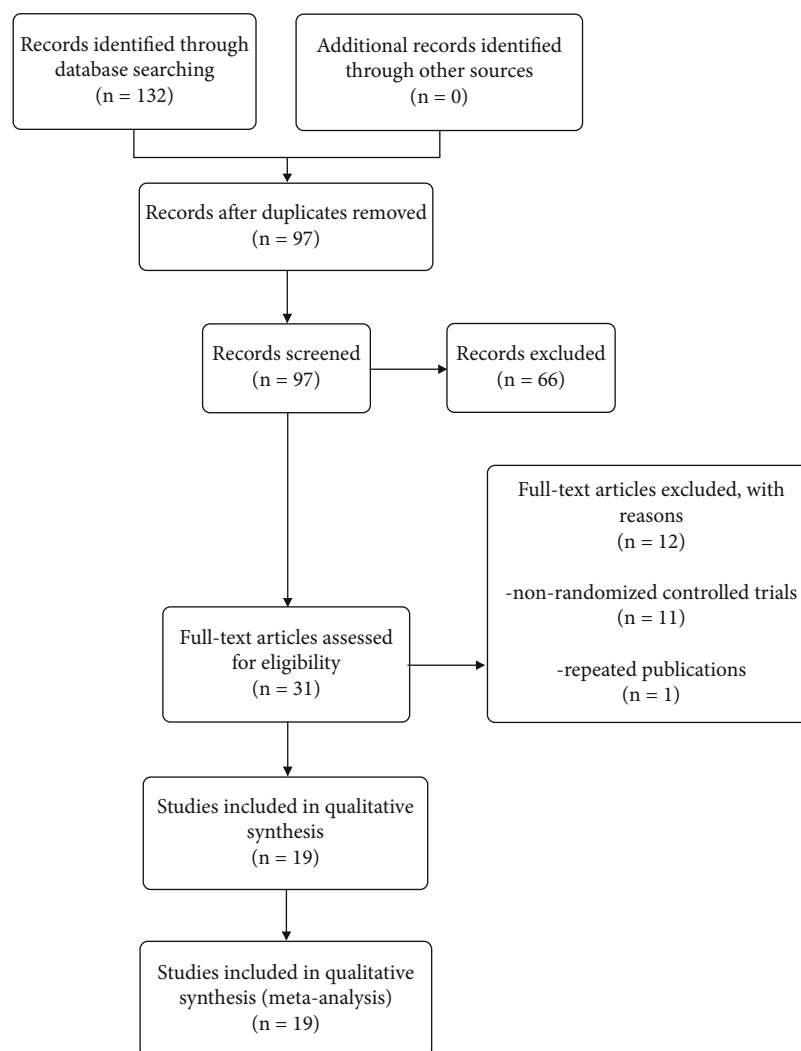 Records identified through
database searching
(n = 132)
Additional records identified
through other sources
(n = 0)
Records after duplicates removed
(n = 97)
Records screened
(n = 97)
Records excluded
(n = 66)
Full-text articles excluded, with
reasons
(n = 12)
-non-randomized controlled trials
(n = 11)
-repeated publications
(n = 1)
Full-text articles assessed
for eligibility
(n = 31)
Studies included in qualitative
synthesis
(n = 19)
Studies included in qualitative
synthesis (meta-analysis)
(n = 19)